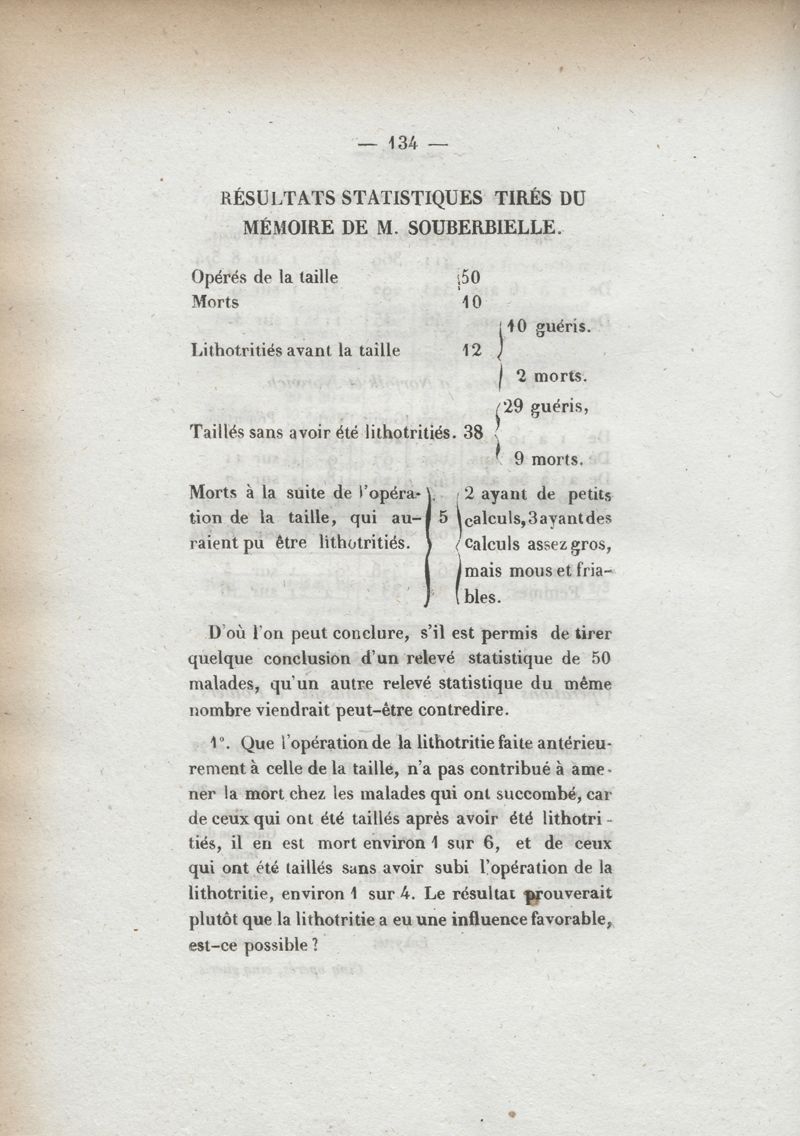 — 134 —
RÉSULTATS STATISTIQUES TIRÉS DU
MÉMOIRE DE M. SOUBERBIELLE.
Opérés de la taille 50
Morts 10
10 guéris.
Lithotritiés avant la taille 12
2 morts.
29 guéris,
Taillés sans avoir été lithotritiés. 38
9 morts.
Morts à la suite de l'opéra- 2 ayant de petits
tion de la taille, qui au- 5 calculs, 3 ayant des
raient pu être lithotritiés. calculs assez gros,
mais mous et fria-
bles.
D'où l'on peut conclure, s'il est permis de tirer
quelque conclusion d'un relevé statistique de 50
malades, qu'un autre relevé statistique du même
nombre viendrait peut-être contredire.
1°. Que l'opération de la lithotritie faite antérieu-
rement à celle de la taille, n'a pas contribué à ame-
ner la mort chez les malades qui ont succombé, car
de ceux qui ont été taillés après avoir été lithotri-
tiés, il en est mort environ 1 sur 6, et de ceux
qui ont été taillés sans avoir subi l'opération de la
lithotritie, environ 1 sur 4. Le résultat prouverait
plutôt que la lithotritie a eu une influence favorable,
est-ce possible ?